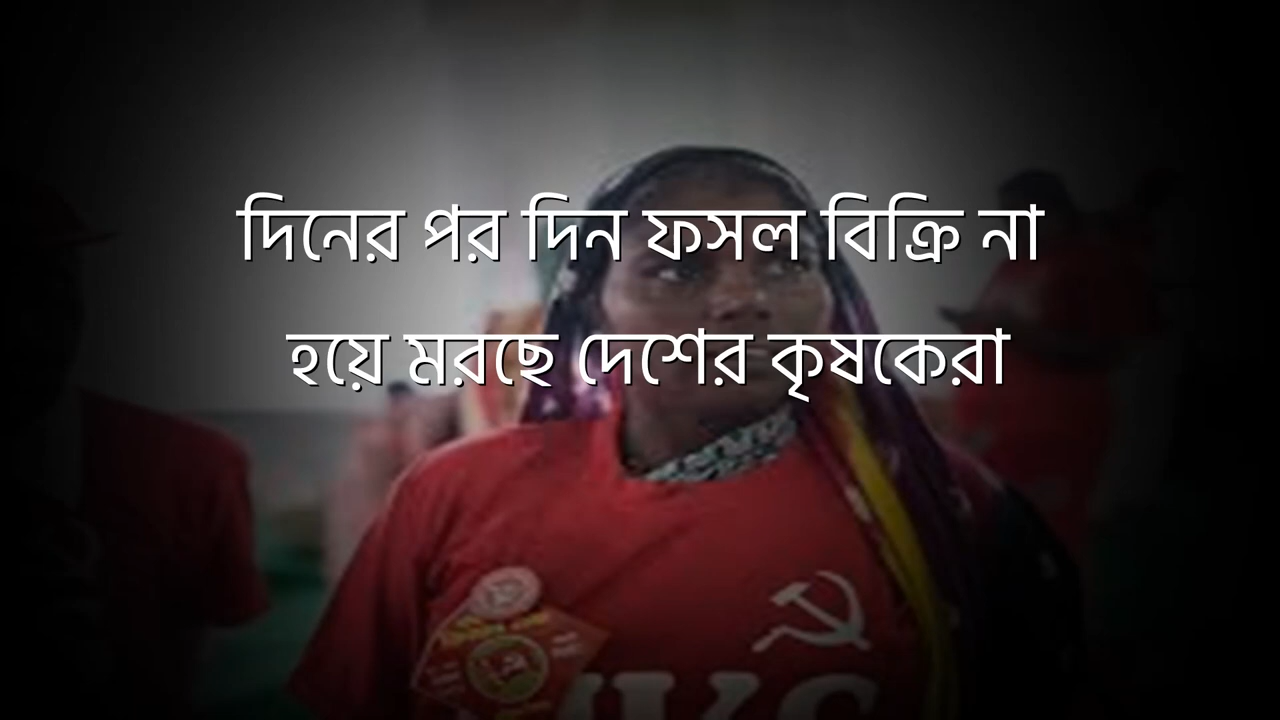 দিনের পর দিন ফসল বিক্রি না
হয়ে মরছে দেশের কৃষকেরা